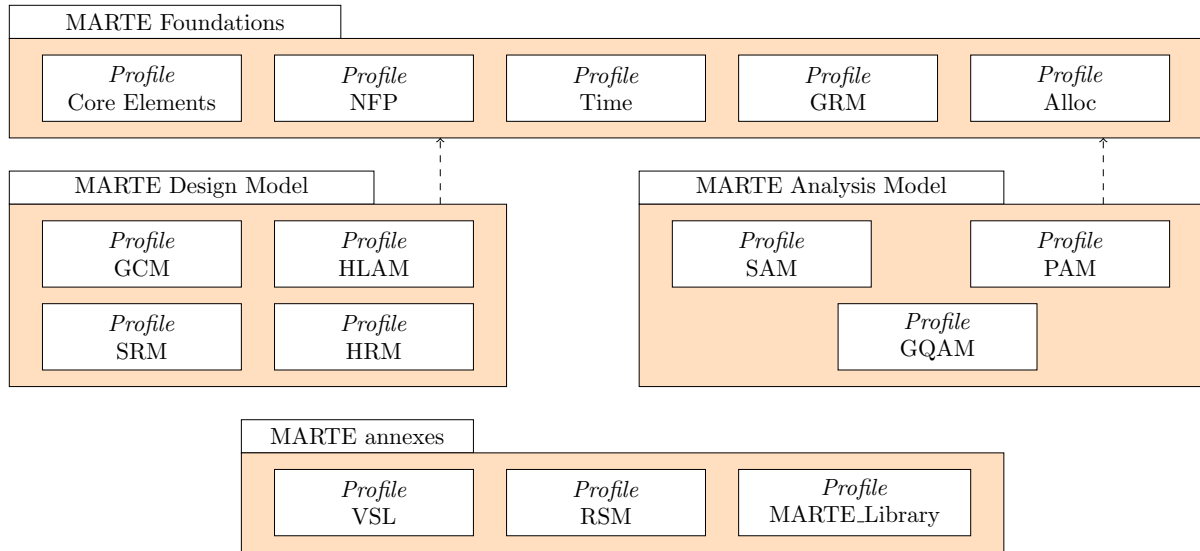 MARTE Foundations
Profile
Core Elements
Profile
NFP
Profile
Time
Profile
GRM
Profile
Alloc
MARTE Design Model
Profile
GCM
Profile
HLAM
Profile
SRM
Profile
HRM
MARTE Analysis Model
Profile
SAM
Profile
PAM
Profile
GQAM
MARTE annexes
Profile
VSL
Profile
RSM
Profile
MARTE_Library